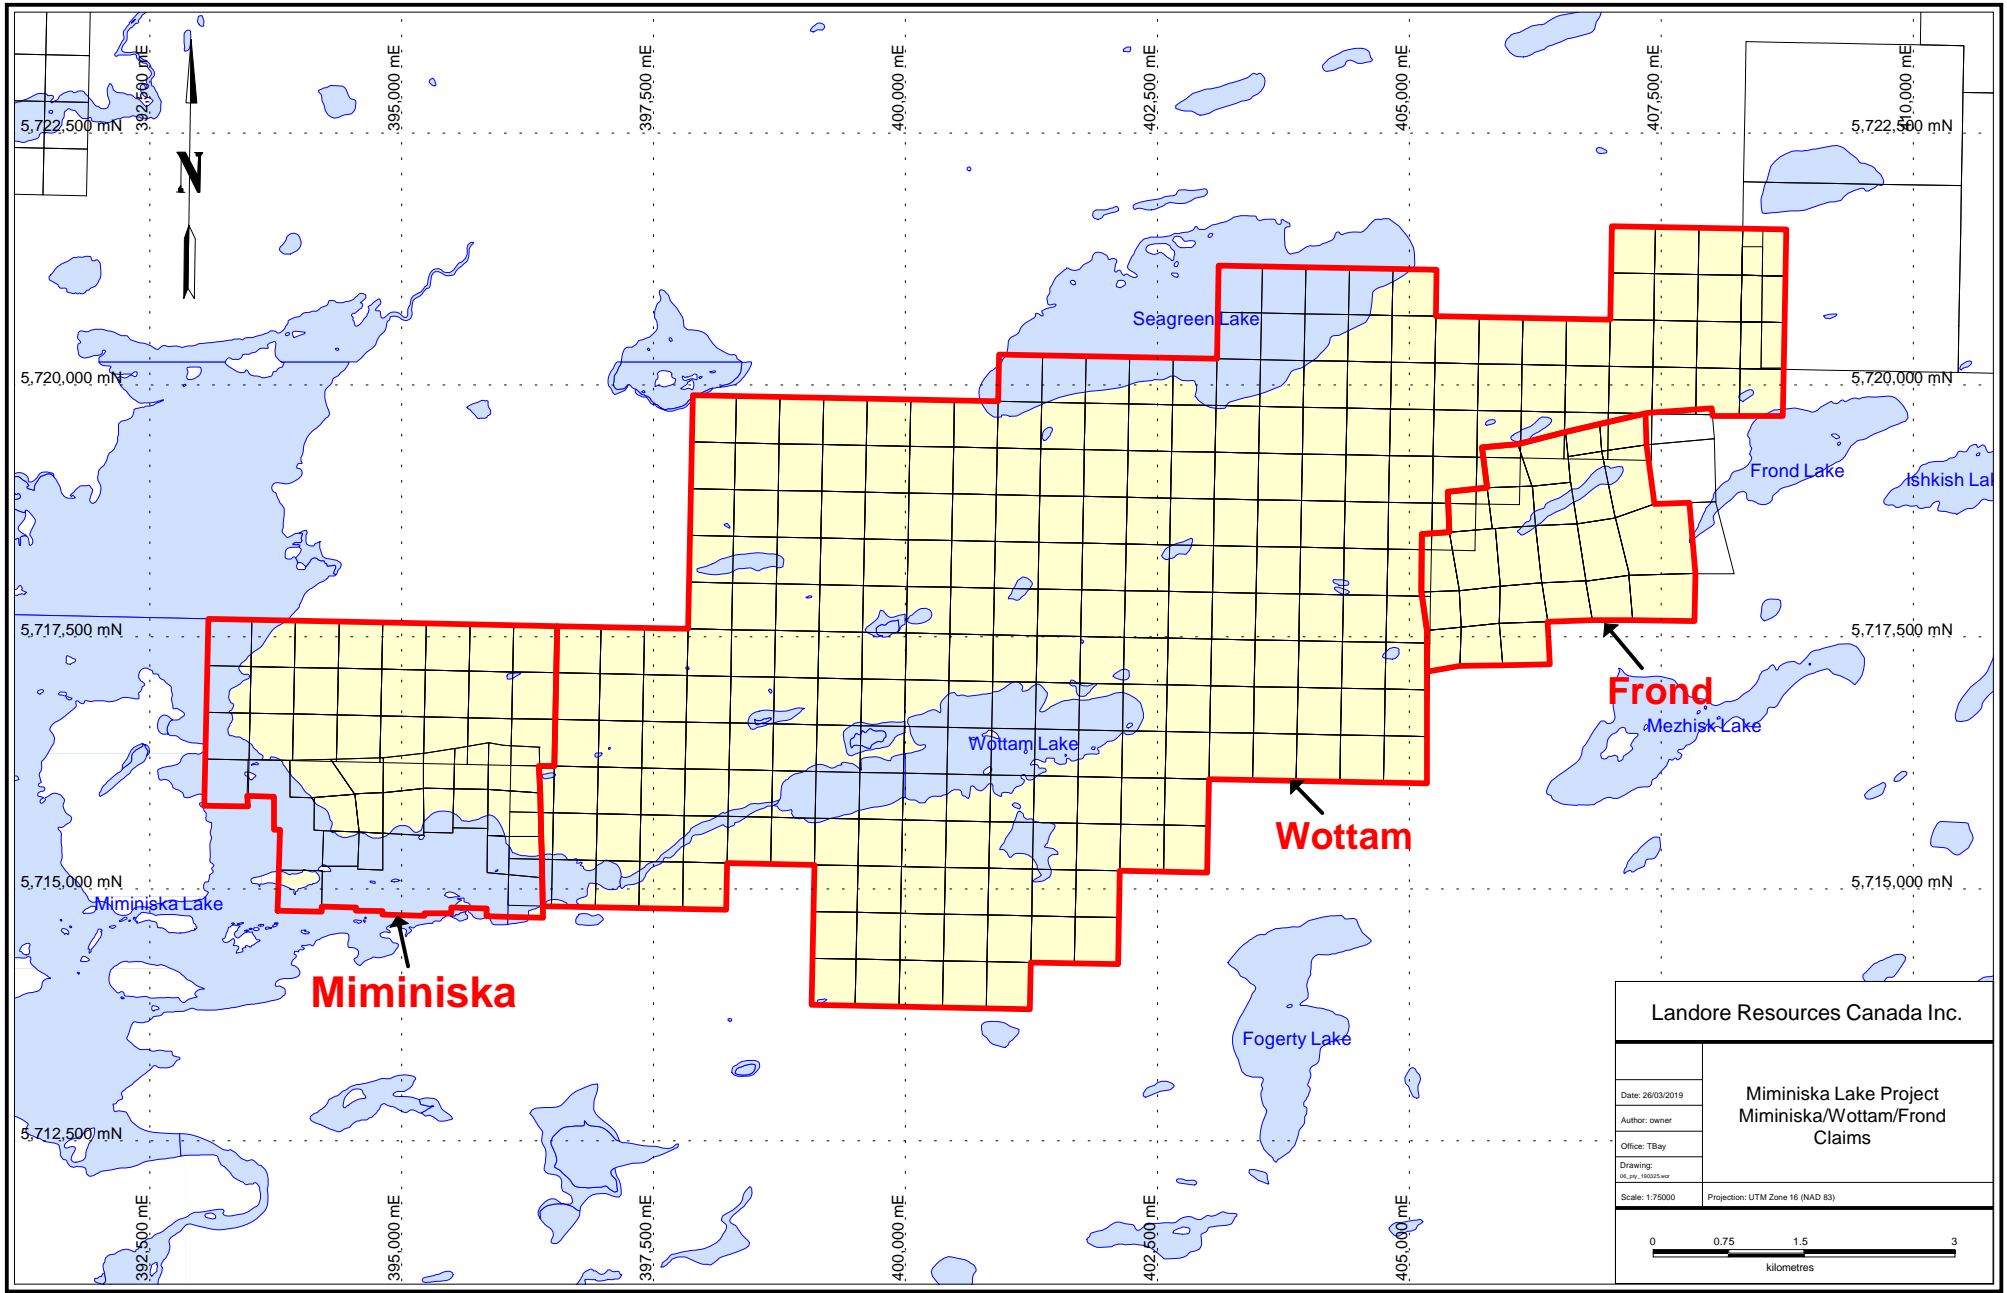 392,500 mE
395,000 mE
397,500 mE
400,000 mE
402,500 mE
405,000 mE
407,500 mE
410,000 mE
5,722,500 mN
5,722,500 mN
N
Seagreen Lake
5,720,000 mN
5,720,000 mN
Frond Lake
Ishkish Lak
5,717,500 mN
5,717,500 mN
Frond
Mezhisk Lake
Wottam Lake
Wottam
5,715,000 mN
5,715,000 mN
Miminiska Lake
Miminiska
Fogerty Lake
5,712,500 mN
392,500 mE
395,000 mE
397,500 mE
400,000 mE
402,500 mE
405,000 mE
Landore Resources Canada Inc.
Date: 26/03/2019
Author: owner
Office: TBay
Drawing:
06_pty_190325.wor
Scale: 1:75000
Miminiska Lake Project
Miminiska/Wottam/Frond
Claims
Projection: UTM Zone 16 (NAD 83)
0 0.75 1.5 3
kilometres